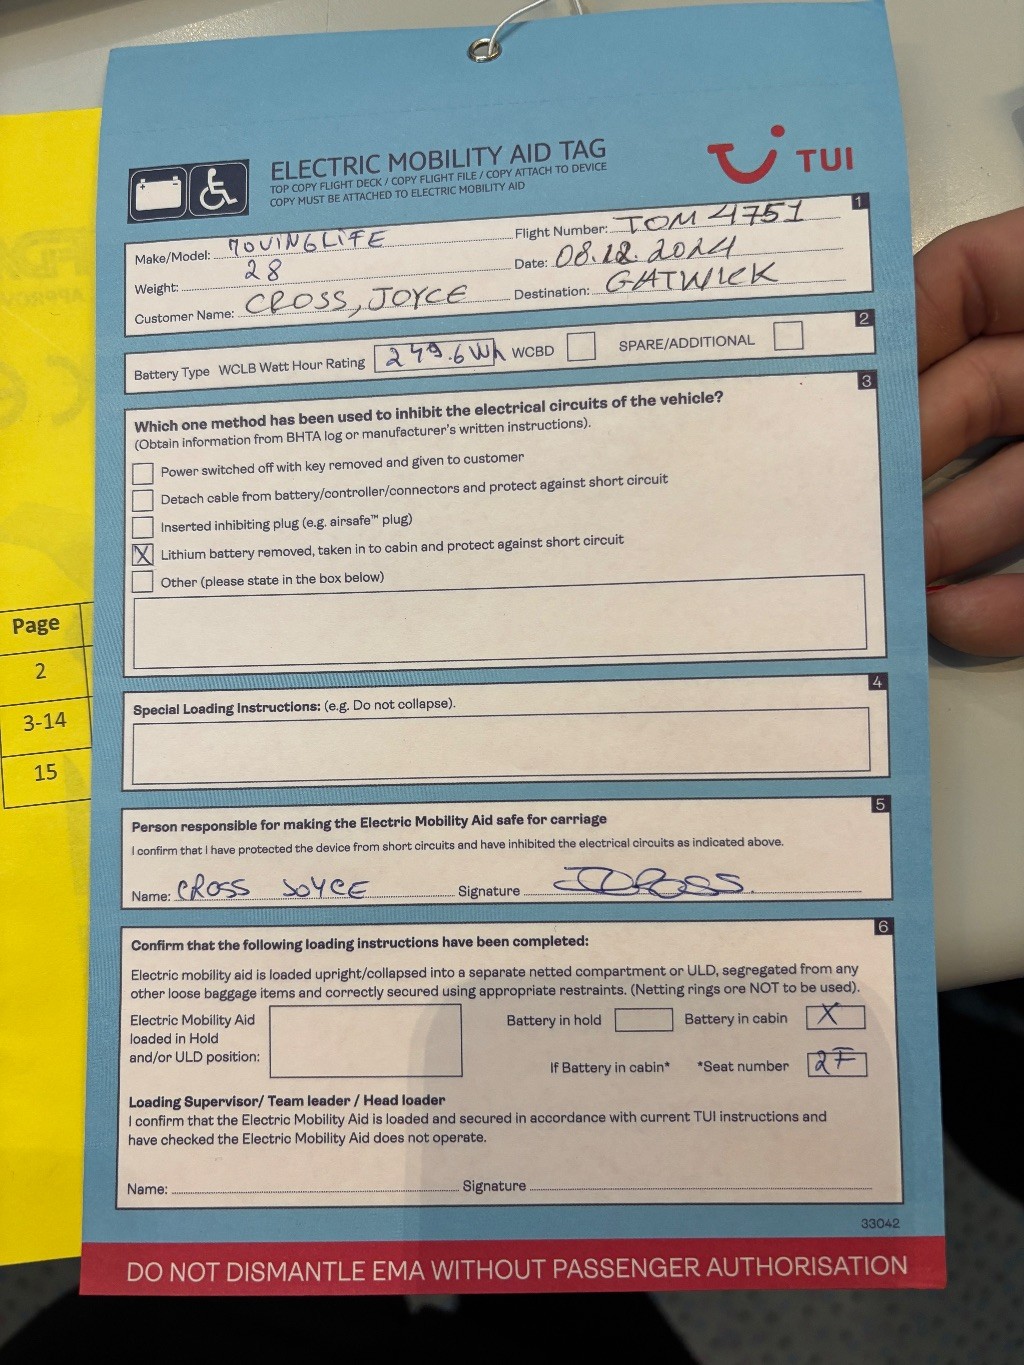 ELECTRIC MOBILITY AID TAG
TOP COPY FLIGHT DECK / COPY FLIGHT FILE / COPY ATTACH TO DEVICE
COPY MUST BE ATTACHED TO ELECTRIC MOBILITY AID
TUI
1
Make/Model: MOVINGLIFE
Flight Number: TOM 4751
Weight: 28
Date: 08.12.2024
Customer Name: CROSS, JOYCE
Destination: GATWICK
2
Battery Type WCLB Watt Hour Rating 249.6Wh WCBD SPARE/ADDITIONAL
3
Which one method has been used to inhibit the electrical circuits of the vehicle?
(Obtain information from BHTA log or manufacturer's written instructions).
Power switched off with key removed and given to customer
Detach cable from battery/controller/connectors and protect against short circuit
Inserted inhibiting plug (e.g. airsafe™ plug)
X Lithium battery removed, taken in to cabin and protect against short circuit
Other (please state in the box below)
4
Special Loading Instructions: (e.g. Do not collapse).
5
Person responsible for making the Electric Mobility Aid safe for carriage
I confirm that I have protected the device from short circuits and have inhibited the electrical circuits as indicated above.
Name: CROSS JOYCE Signature JCROSS.
6
Confirm that the following loading instructions have been completed:
Electric mobility aid is loaded upright/collapsed into a separate netted compartment or ULD, segregated from any
other loose baggage items and correctly secured using appropriate restraints. (Netting rings are NOT to be used).
Electric Mobility Aid
loaded in Hold
and/or ULD position:
Battery in hold Battery in cabin X
If Battery in cabin* *Seat number 2F
Loading Supervisor/ Team leader / Head loader
I confirm that the Electric Mobility Aid is loaded and secured in accordance with current TUI instructions and
have checked the Electric Mobility Aid does not operate.
Name: Signature
33042
DO NOT DISMANTLE EMA WITHOUT PASSENGER AUTHORISATION
Page
2
3-14
15